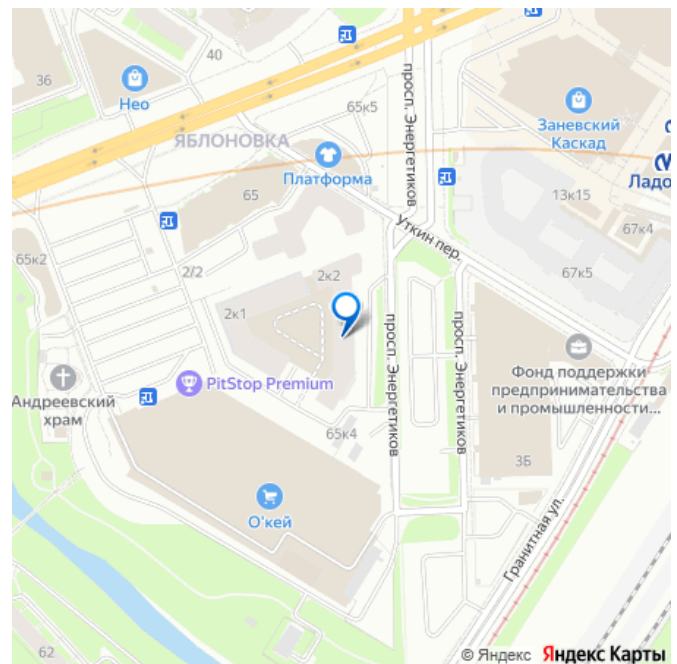 36
40
Нео
65к5
просп. Энергетиков
Заневский
Каскад
ЯБЛОНОВКА
Платформа
Ладо
65
13к15
67к4
Уткин пер.
65к2
2/2
2к2
67к5
2к1
просп. Энергетиков
просп. Энергетиков
Фонд поддержки
предпринимательства
и промышленности...
PitStop Premium
Андреевский
храм
65к4
3Б
О'кей
Гранитная ул.
62
© Яндекс Яндекс Карты